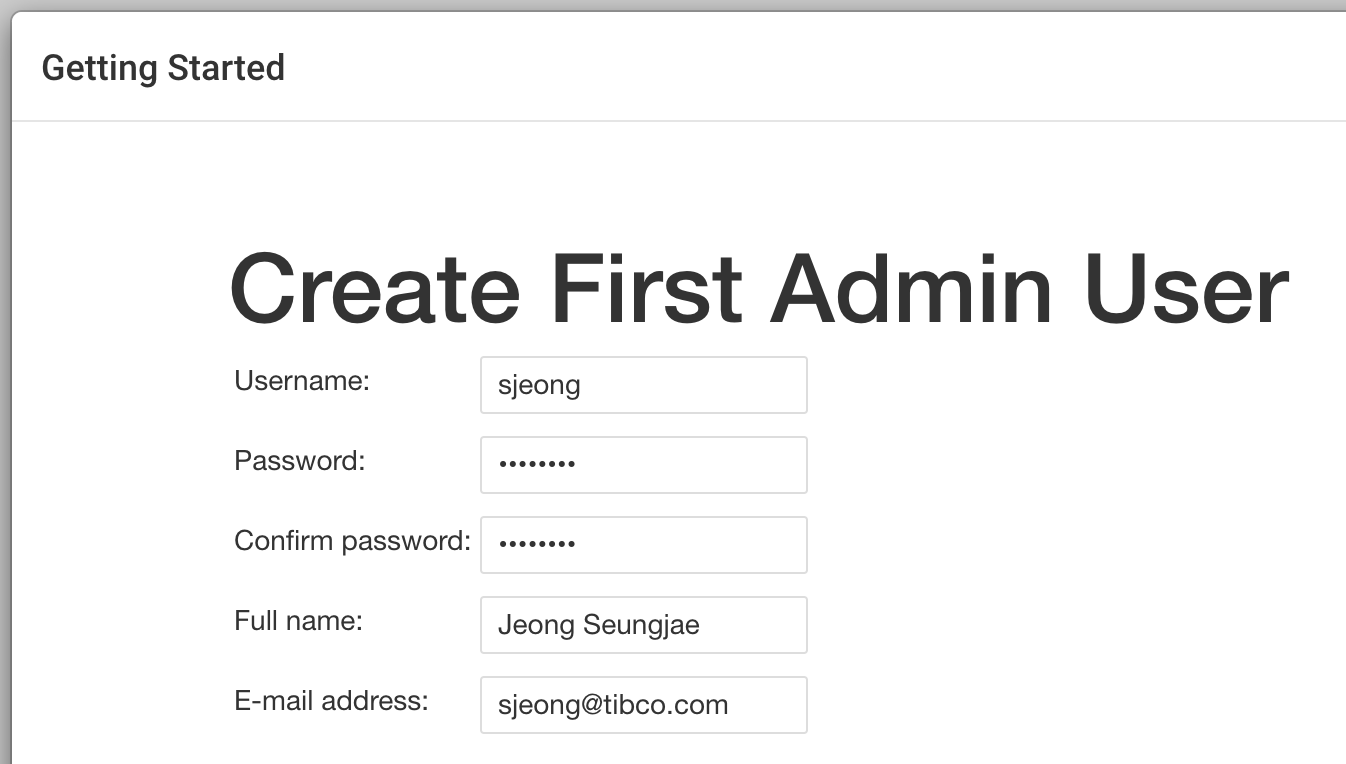 Getting Started
Create First Admin User
Username: sjeong
Password: ••••••••
Confirm password: ••••••••
Full name: Jeong Seungjae
E-mail address: sjeong@tibco.com